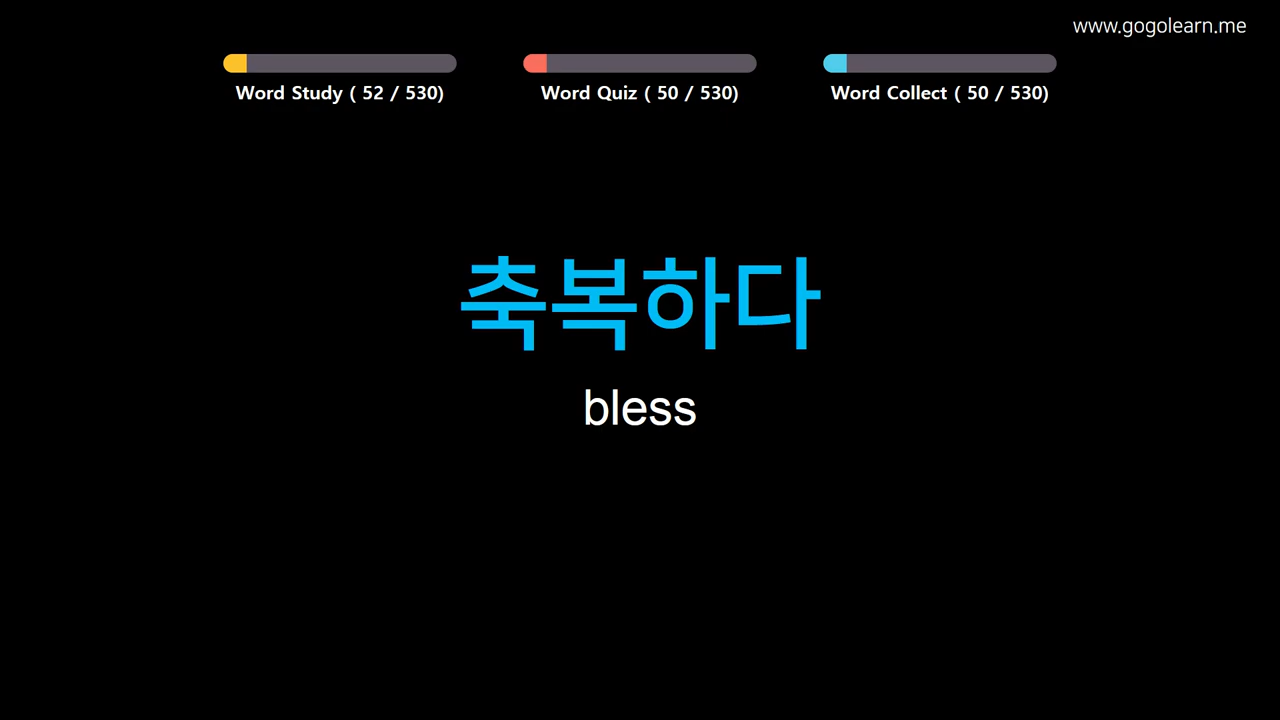 www.gogolearn.me
Word Study ( 52 / 530)
Word Quiz ( 50 / 530)
Word Collect ( 50 / 530)
축복하다
bless